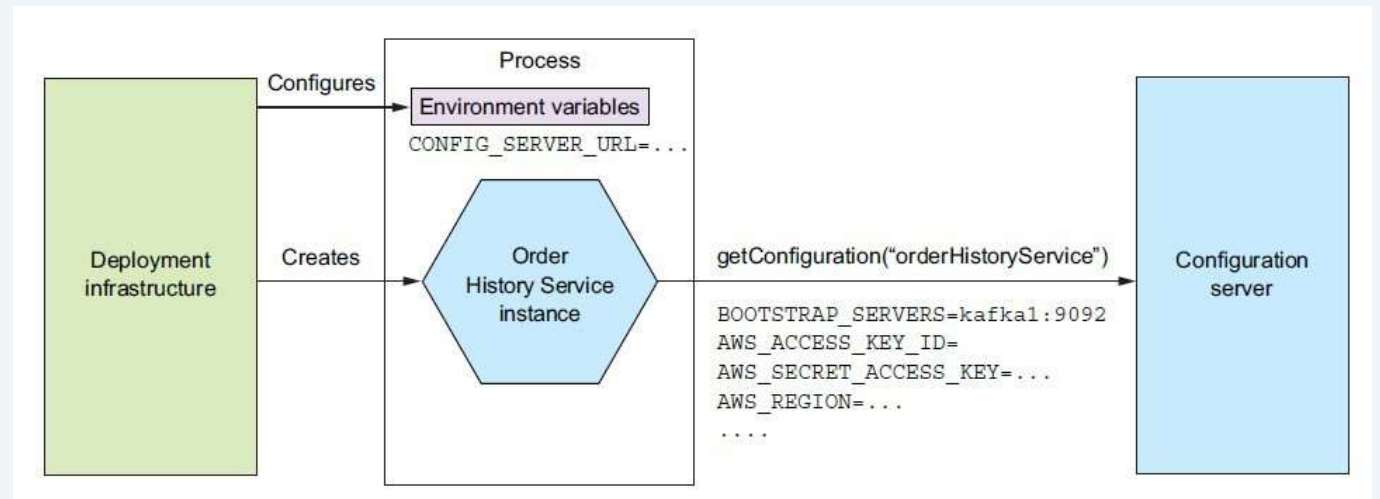 Process
Configures
Environment variables
CONFIG_SERVER_URL=...
Deployment
infrastructure
Creates
Order
History Service
instance
getConfiguration(“orderHistoryService”)
BOOTSTRAP_SERVERS=kafka1:9092
AWS_ACCESS_KEY_ID=
AWS_SECRET_ACCESS_KEY=...
AWS_REGION=...
....
Configuration
server